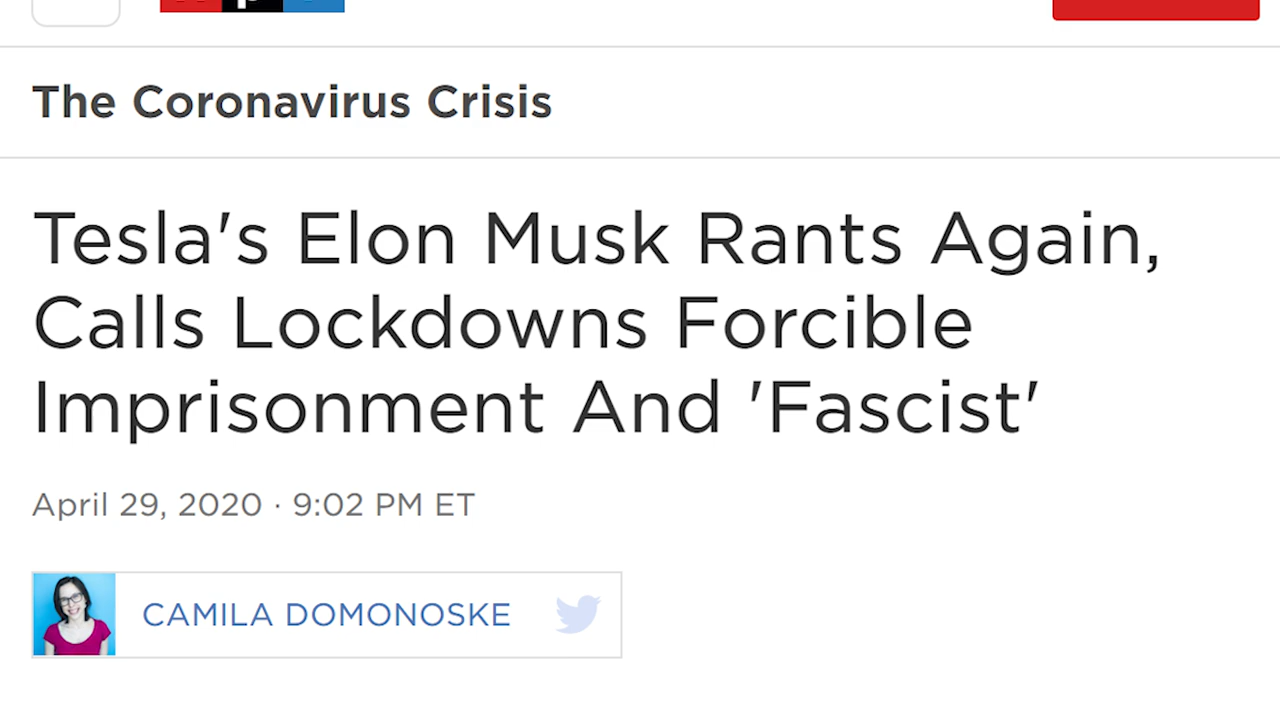 The Coronavirus Crisis
Tesla's Elon Musk Rants Again,
Calls Lockdowns Forcible
Imprisonment And 'Fascist'
April 29, 2020 · 9:02 PM ET
CAMILA DOMONOSKE